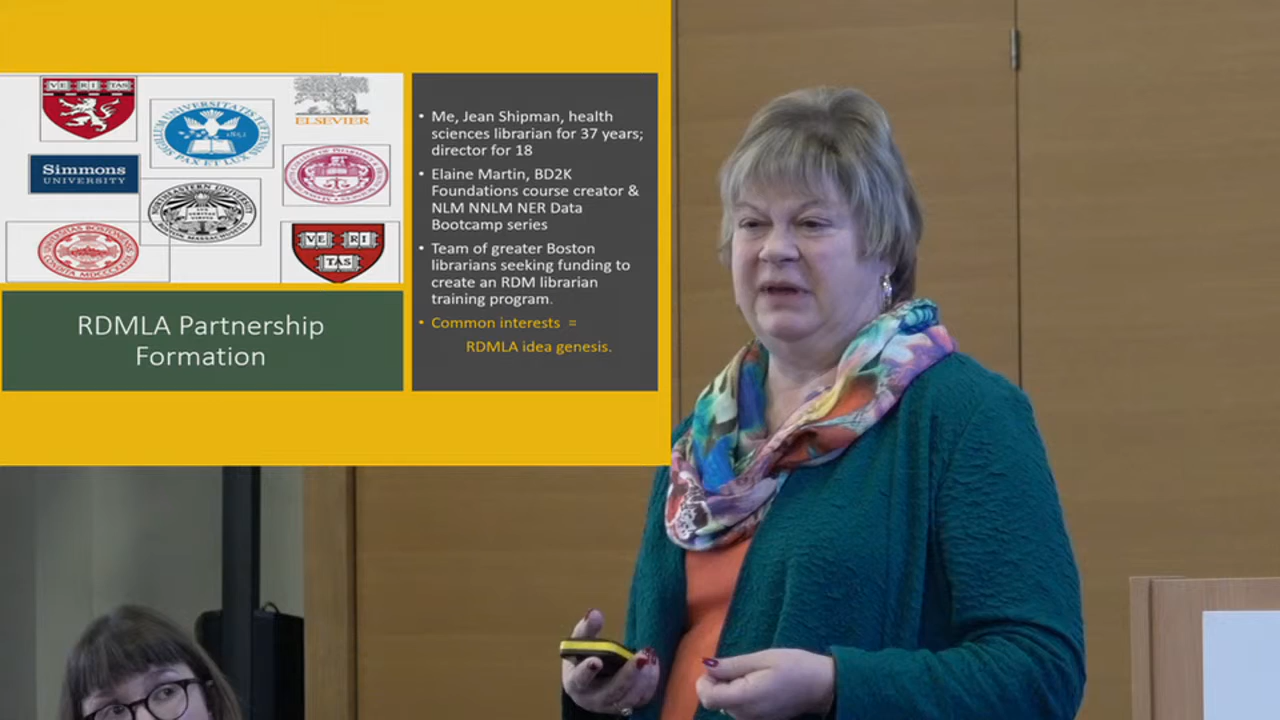 VE RI TAS
ELSEVIER
Simmons
UNIVERSITY
VE RI
TAS
RDMLA Partnership
Formation
• Me, Jean Shipman, health
sciences librarian for 37 years;
director for 18
• Elaine Martin, BD2K
Foundations course creator &
NLM NNLM NER Data
Bootcamp series
• Team of greater Boston
librarians seeking funding to
create an RDM librarian
training program.
• Common interests =
RDMLA idea genesis.